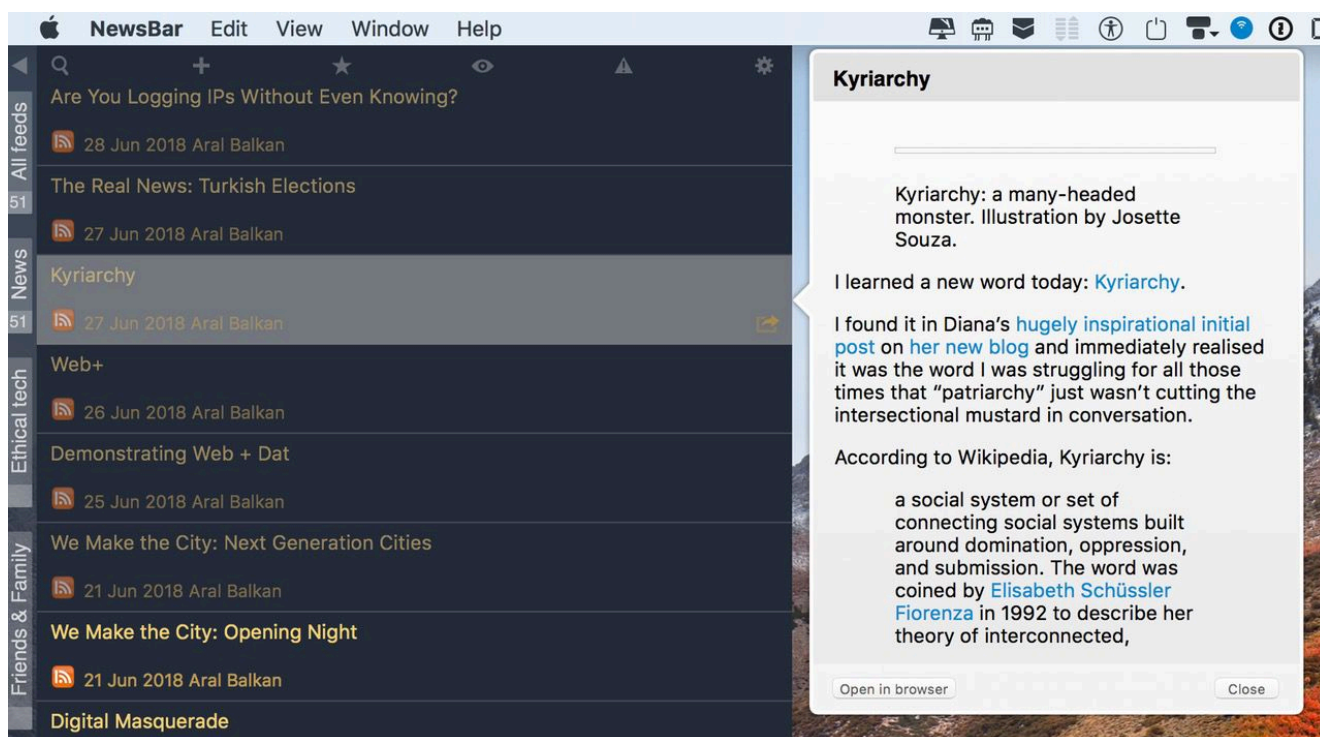 NewsBar Edit View Window Help
All feeds
51
News
51
Ethical tech
Friends & Family
Are You Logging IPs Without Even Knowing?
28 Jun 2018 Aral Balkan
The Real News: Turkish Elections
27 Jun 2018 Aral Balkan
Kyriarchy
27 Jun 2018 Aral Balkan
Web+
26 Jun 2018 Aral Balkan
Demonstrating Web + Dat
25 Jun 2018 Aral Balkan
We Make the City: Next Generation Cities
21 Jun 2018 Aral Balkan
We Make the City: Opening Night
21 Jun 2018 Aral Balkan
Digital Masquerade
Kyriarchy
Kyriarchy: a many-headed
monster. Illustration by Josette
Souza.
I learned a new word today: Kyriarchy.
I found it in Diana’s hugely inspirational initial
post on her new blog and immediately realised
it was the word I was struggling for all those
times that “patriarchy” just wasn’t cutting the
intersectional mustard in conversation.
According to Wikipedia, Kyriarchy is:
a social system or set of
connecting social systems built
around domination, oppression,
and submission. The word was
coined by Elisabeth Schüssler
Fiorenza in 1992 to describe her
theory of interconnected,
Open in browser
Close